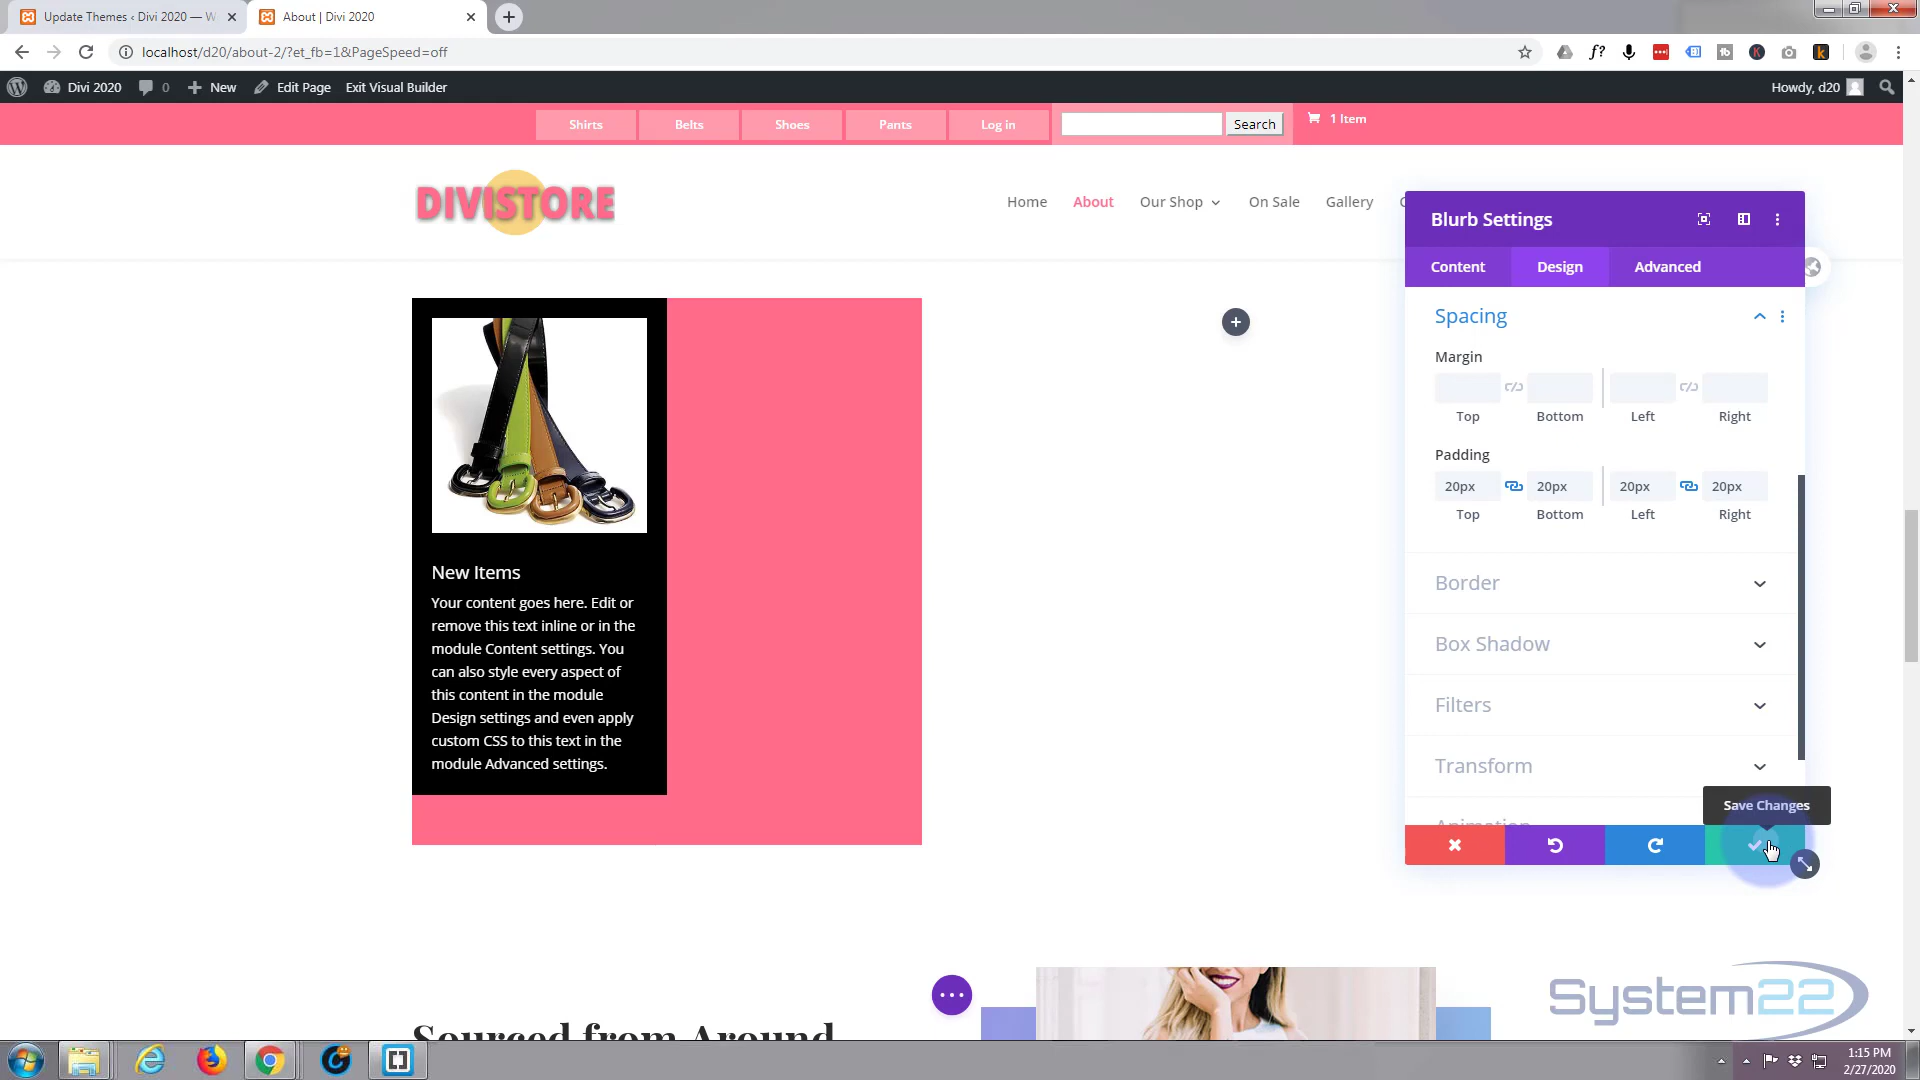 Update Themes ‹ Divi 2020 — W
About | Divi 2020
localhost/d20/about-2/?et_fb=1&PageSpeed=off
Divi 2020
0
New
Edit Page
Exit Visual Builder
Howdy, d20
Shirts
Belts
Shoes
Pants
Log in
Search
1 Item
DIVISTORE
Home
About
Our Shop
On Sale
Gallery
Blurb Settings
Content
Design
Advanced
Spacing
Margin
Top
Bottom
Left
Right
Padding
20px
20px
20px
20px
Top
Bottom
Left
Right
Border
Box Shadow
Filters
Transform
Animation
Save Changes
New Items
Your content goes here. Edit or
remove this text inline or in the
module Content settings. You
can also style every aspect of
this content in the module
Design settings and even apply
custom CSS to this text in the
module Advanced settings.
Sourced from Around
System22
1:15 PM
2/27/2020